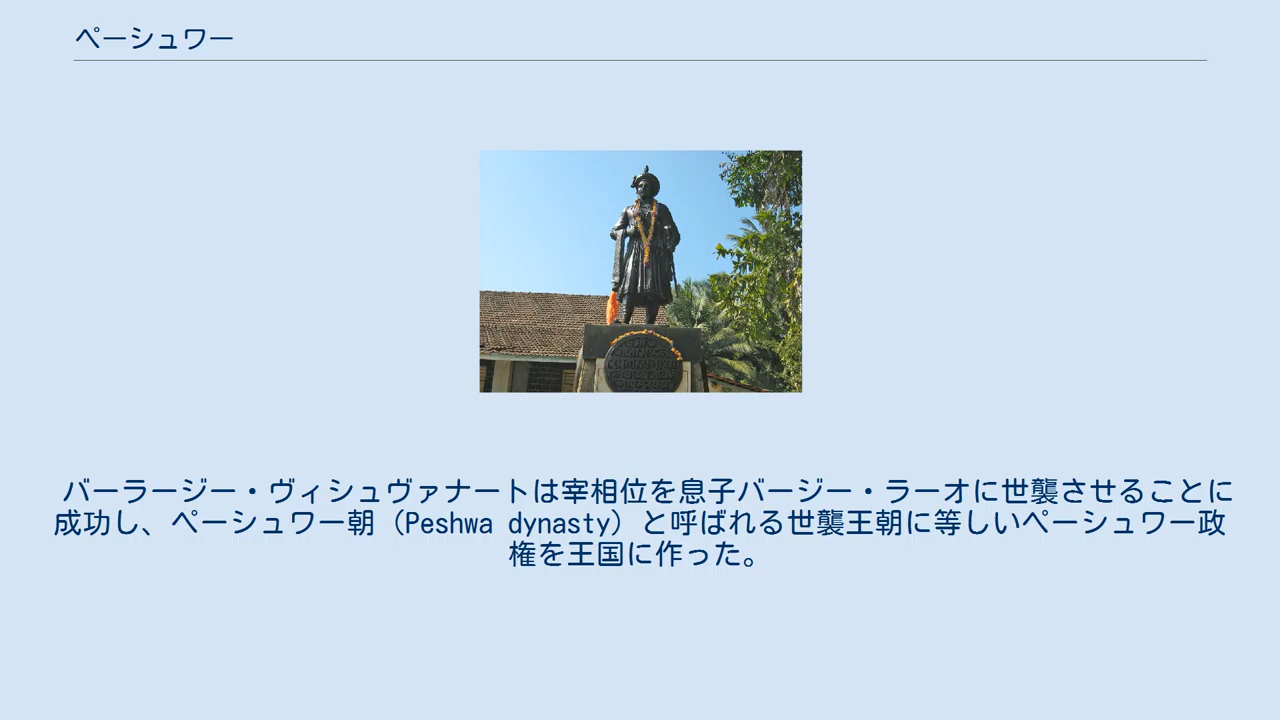 ペーシュワー
バーラージー・ヴィシュヴァナートは宰相位を息子バージー・ラーオに世襲させることに
成功し、ペーシュワー朝（Peshwa dynasty）と呼ばれる世襲王朝に等しいペーシュワー政
権を王国に作った。